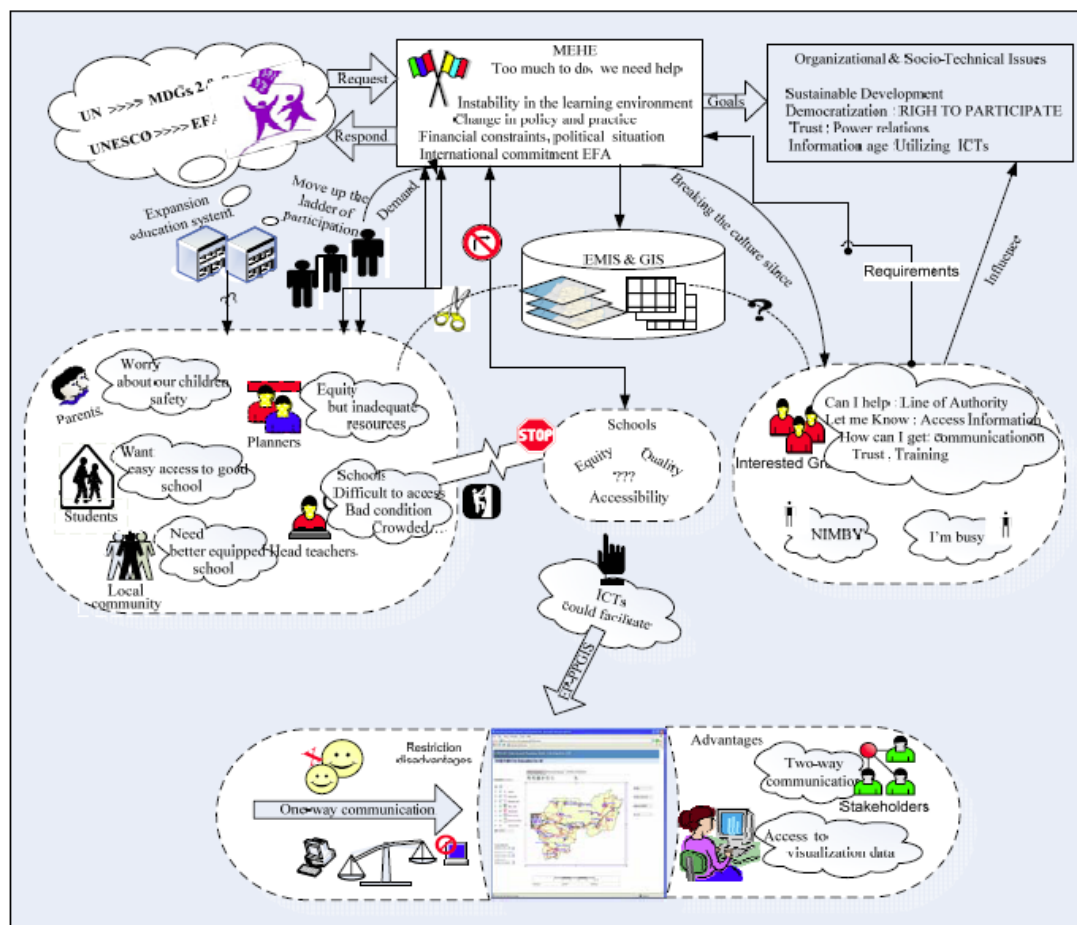 UN >>>> MDGs 2
UNESCO >>>> EFA
Request
Respond
MEHE
Too much to do, we need help
Instability in the learning environment
Change in policy and practice
Financial constraints, political situation
International commitment EFA
Goals
Organizational & Socio-Technical Issues
Sustainable Development
Democratization : RIGH TO PARTICIPATE
Trust : Power relations
Information age Utilizing ICTs
Expansion
education system
Move up the
ladder of
participation
Demand
??
EMIS & GIS
Breaking the culture silence
Requirements
Influence
?
Worry
about our children
safety
Parents
Equity
but inadequate
resources
Planners
Want
easy access to good
school
Students
Schools
Difficult to access
Bad condition
Crowded...
Head teachers
Need
better equipped
school
Local
community
STOP
Schools
Equity
Quality
???
Accessibility
Can I help : Line of Authority
Let me Know : Access Information
How can I get: communicationon
Trust , Training
Interested Gr
NIMBY
I'm busy
ICTs
could facilitate
EP-PPGIS
Restriction
disadvantages
One-way communication
Advantages
Two-way
communication
Stakeholders
Access to
visualization data